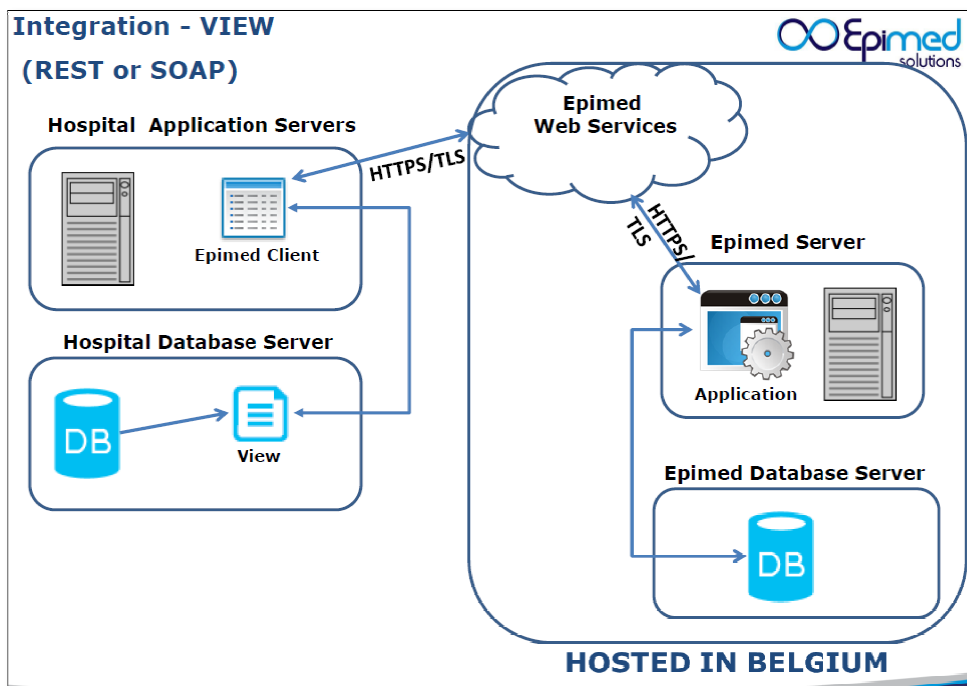 Integration - VIEW
(REST or SOAP)
Epimed
solutions
Epimed
Web Services
Hospital Application Servers
HTTPS/TLS
Epimed Client
HTTPS/
TLS
Epimed Server
Application
Hospital Database Server
DB
View
Epimed Database Server
DB
HOSTED IN BELGIUM